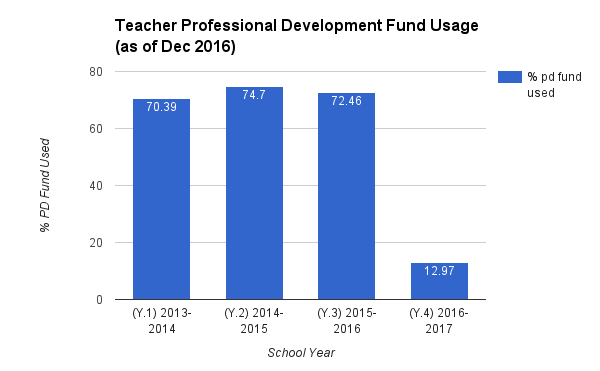 Teacher Professional Development Fund Usage
(as of Dec 2016)
% pd fund
used
% PD Fund Used
80
60
40
20
0
70.39
74.7
72.46
12.97
(Y.1) 2013-
2014
(Y.2) 2014-
2015
(Y.3) 2015-
2016
(Y.4) 2016-
2017
School Year